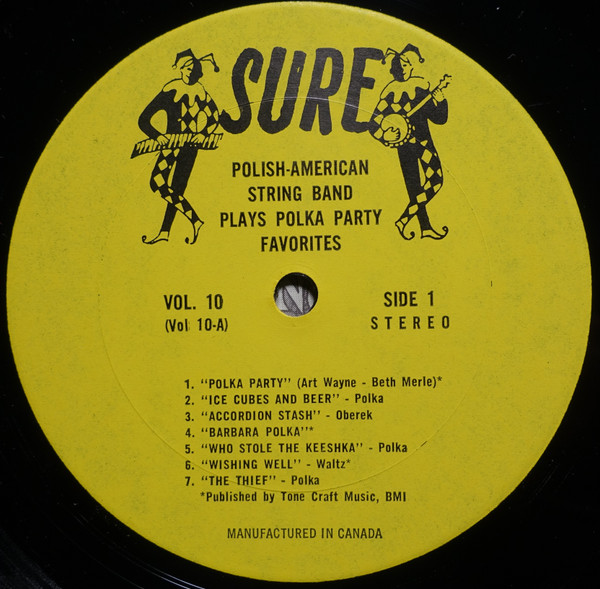 SURE
POLISH-AMERICAN
STRING BAND
PLAYS POLKA PARTY
FAVORITES
VOL. 10
(Vol 10-A)
SIDE 1
STEREO
1. "POLKA PARTY" (Art Wayne - Beth Merle)*
2. "ICE CUBES AND BEER" - Polka
3. "ACCORDION STASH" - Oberek
4. "BARBARA POLKA"*
5. "WHO STOLE THE KEESHKA" - Polka
6. "WISHING WELL" - Waltz*
7. "THE THIEF" - Polka
*Published by Tone Craft Music, BMI
MANUFACTURED IN CANADA